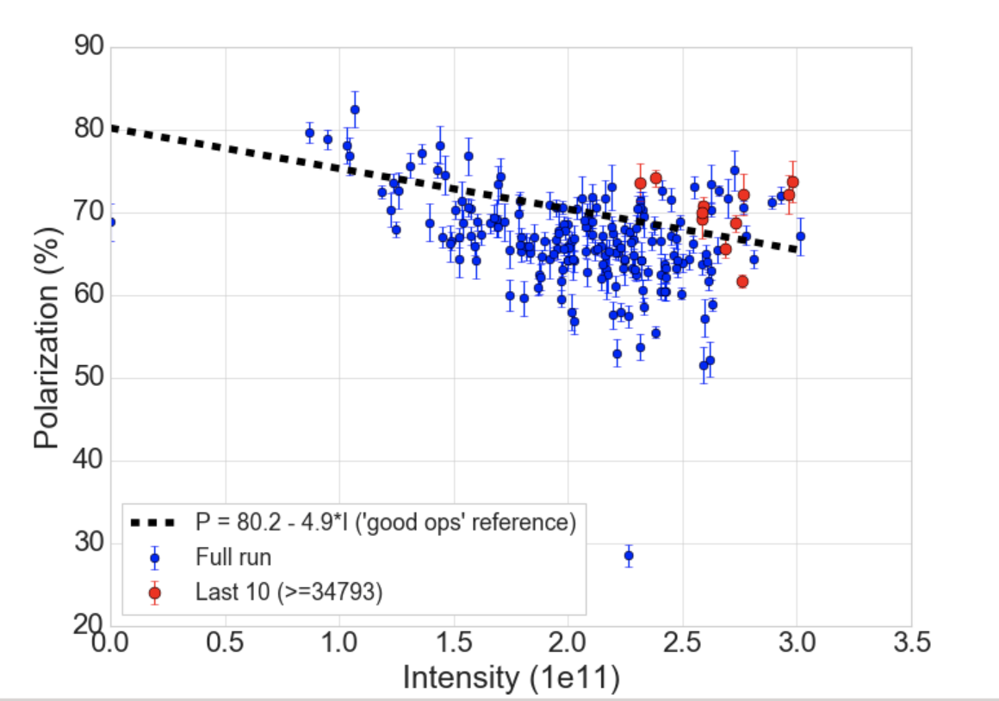 90
80
70
60
50
40
30
20
Polarization (%)
P = 80.2 - 4.9*I ('good ops' reference)
Full run
Last 10 (>=34793)
0.0 0.5 1.0 1.5 2.0 2.5 3.0 3.5
Intensity (1e11)